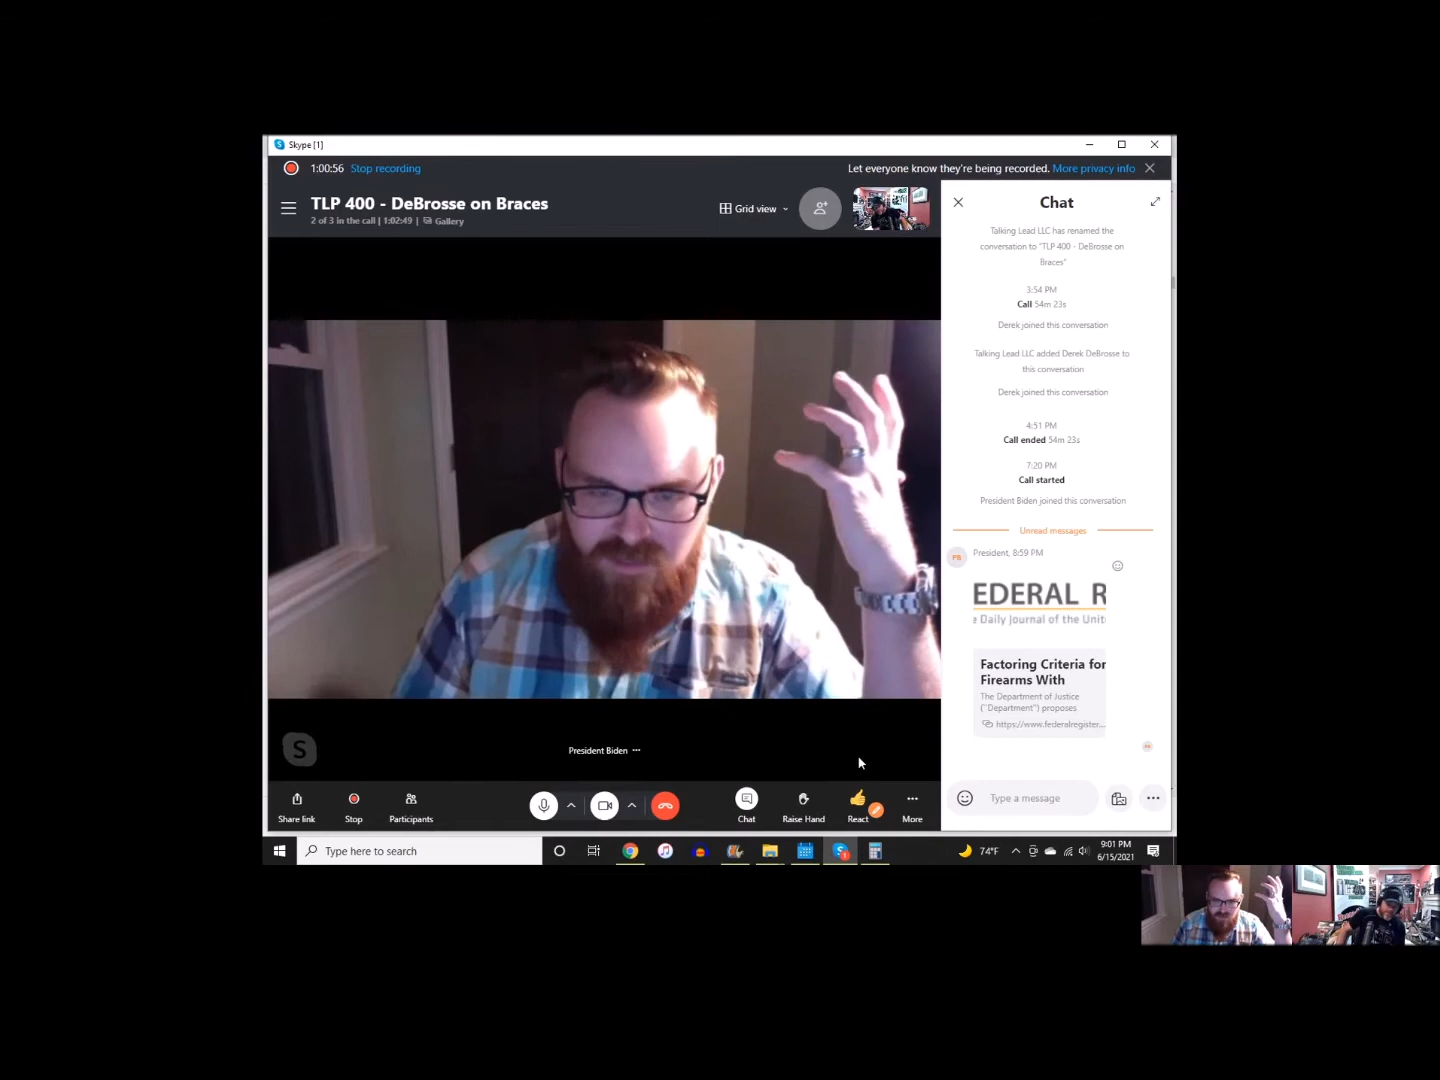 Skype [1]
1:00:56 Stop recording
Let everyone know they're being recorded. More privacy info
TLP 400 - DeBrosse on Braces
2 of 3 in the call | 1:02:49 | Gallery
Grid view
Chat
Talking Lead LLC has renamed the
conversation to "TLP 400 - DeBrosse on
Braces"
3:54 PM
Call 54m 23s
Derek joined this conversation
Talking Lead LLC added Derek DeBrosse to
this conversation
Derek joined this conversation
4:51 PM
Call ended 54m 23s
7:20 PM
Call started
President Biden joined this conversation
Unread messages
PB
President, 8:59 PM
EDERAL R
e Daily Journal of the Unit
Factoring Criteria for
Firearms With
The Department of Justice
("Department") proposes
https://www.federalregister...
S
President Biden
Share link
Stop
Participants
Chat
Raise Hand
React
More
Type a message
Type here to search
74°F
9:01 PM
6/15/2021